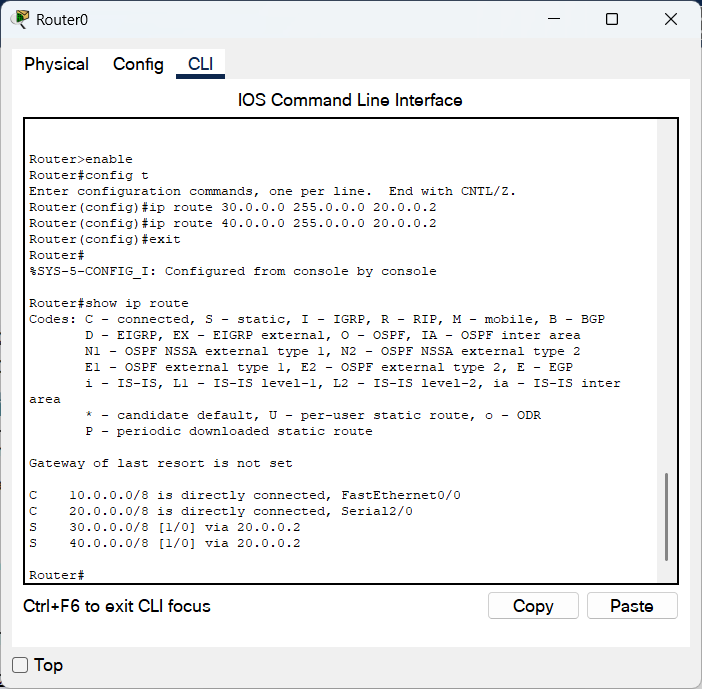 Router0
Physical Config CLI
IOS Command Line Interface
Router>enable
Router#config t
Enter configuration commands, one per line.  End with CNTL/Z.
Router(config)#ip route 30.0.0.0 255.0.0.0 20.0.0.2
Router(config)#ip route 40.0.0.0 255.0.0.0 20.0.0.2
Router(config)#exit
Router#
%SYS-5-CONFIG_I: Configured from console by console
Router#show ip route
Codes: C - connected, S - static, I - IGRP, R - RIP, M - mobile, B - BGP
       D - EIGRP, EX - EIGRP external, O - OSPF, IA - OSPF inter area
       N1 - OSPF NSSA external type 1, N2 - OSPF NSSA external type 2
       E1 - OSPF external type 1, E2 - OSPF external type 2, E - EGP
       i - IS-IS, L1 - IS-IS level-1, L2 - IS-IS level-2, ia - IS-IS inter
area
       * - candidate default, U - per-user static route, o - ODR
       P - periodic downloaded static route
Gateway of last resort is not set
C    10.0.0.0/8 is directly connected, FastEthernet0/0
C    20.0.0.0/8 is directly connected, Serial2/0
S    30.0.0.0/8 [1/0] via 20.0.0.2
S    40.0.0.0/8 [1/0] via 20.0.0.2
Router#
Ctrl+F6 to exit CLI focus
Copy Paste
Top